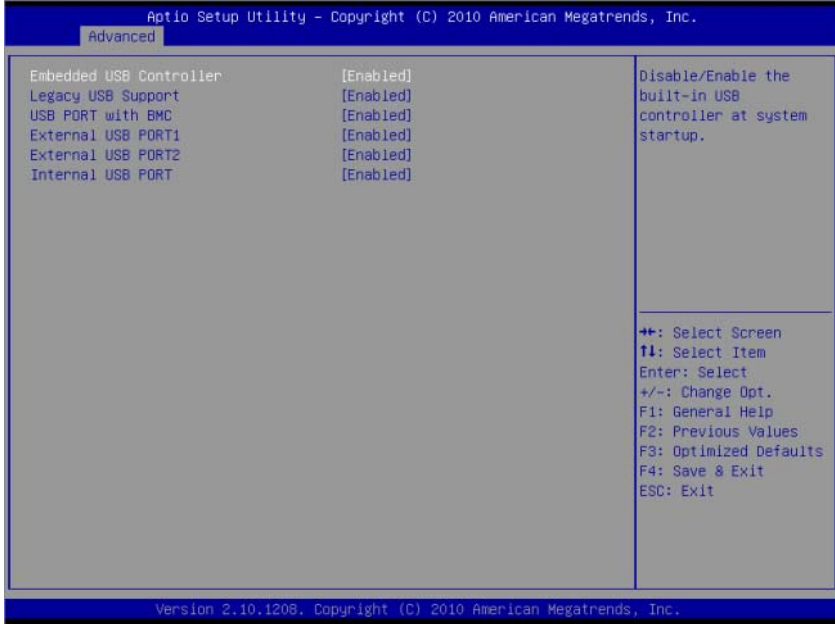 Aptio Setup Utility – Copyright (C) 2010 American Megatrends, Inc.
Advanced
Embedded USB Controller [Enabled]
Legacy USB Support [Enabled]
USB PORT with BMC [Enabled]
External USB PORT1 [Enabled]
External USB PORT2 [Enabled]
Internal USB PORT [Enabled]
Disable/Enable the
built-in USB
controller at system
startup.
→←: Select Screen
↑↓: Select Item
Enter: Select
+/-: Change Opt.
F1: General Help
F2: Previous Values
F3: Optimized Defaults
F4: Save & Exit
ESC: Exit
Version 2.10.1208. Copyright (C) 2010 American Megatrends, Inc.